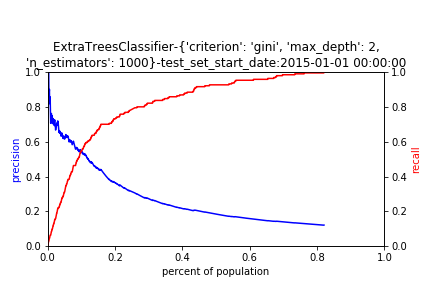 ExtraTreesClassifier-{'criterion': 'gini', 'max_depth': 2,
'n_estimators': 1000}-test_set_start_date:2015-01-01 00:00:00
precision
1.0
0.8
0.6
0.4
0.2
0.0
1.0
0.8
0.6
0.4
0.2
0.0
recall
0.0 0.2 0.4 0.6 0.8 1.0
percent of population